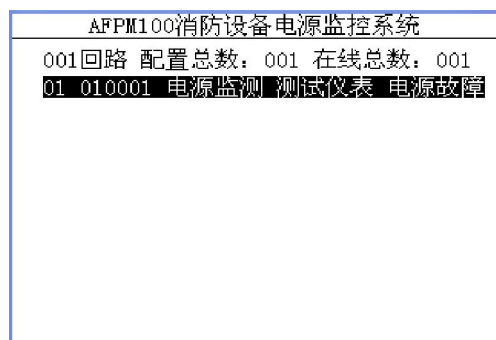 AFPM100消防设备电源监控系统
001回路 配置总数：001 在线总数：001
01 010001 电源监测 测试仪表 电源故障